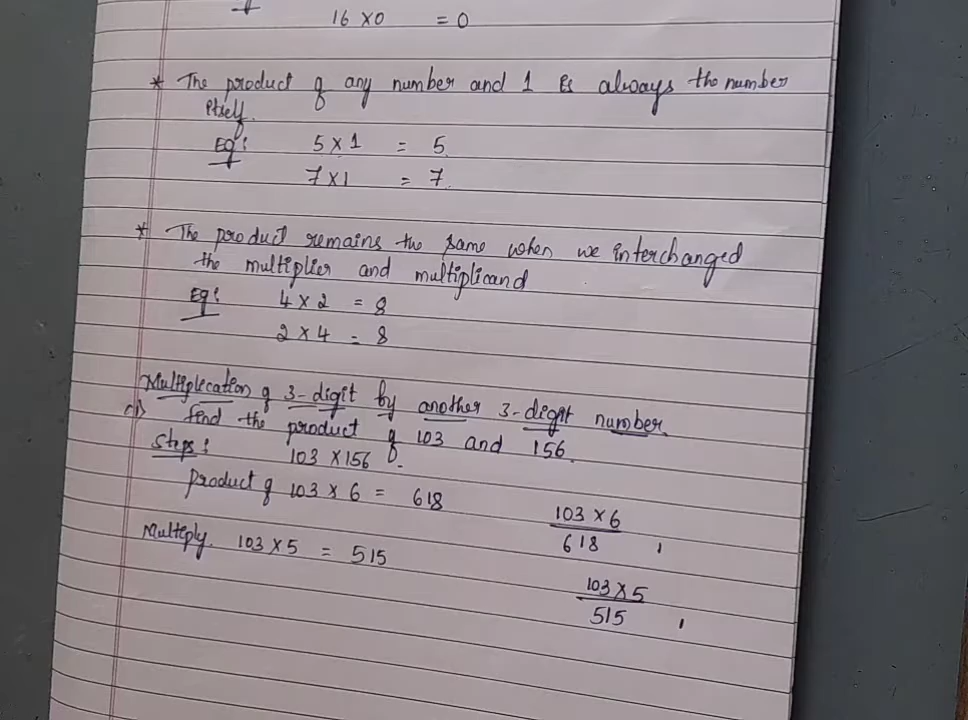 16 × 0 = 0
* The product of any number and 1 is always the number
itself.
Eg: 5 × 1 = 5.
7 × 1 = 7.
* The product remains the same when we interchanged
the multiplier and multiplicand
Eg: 4 × 2 = 8
2 × 4 = 8
Multiplication of 3-digit by another 3-digit number.
1) find the product of 103 and 156.
Steps: 103 × 156
Product of 103 × 6 = 618
103 × 6
618
Multiply 103 × 5 = 515
103 × 5
515